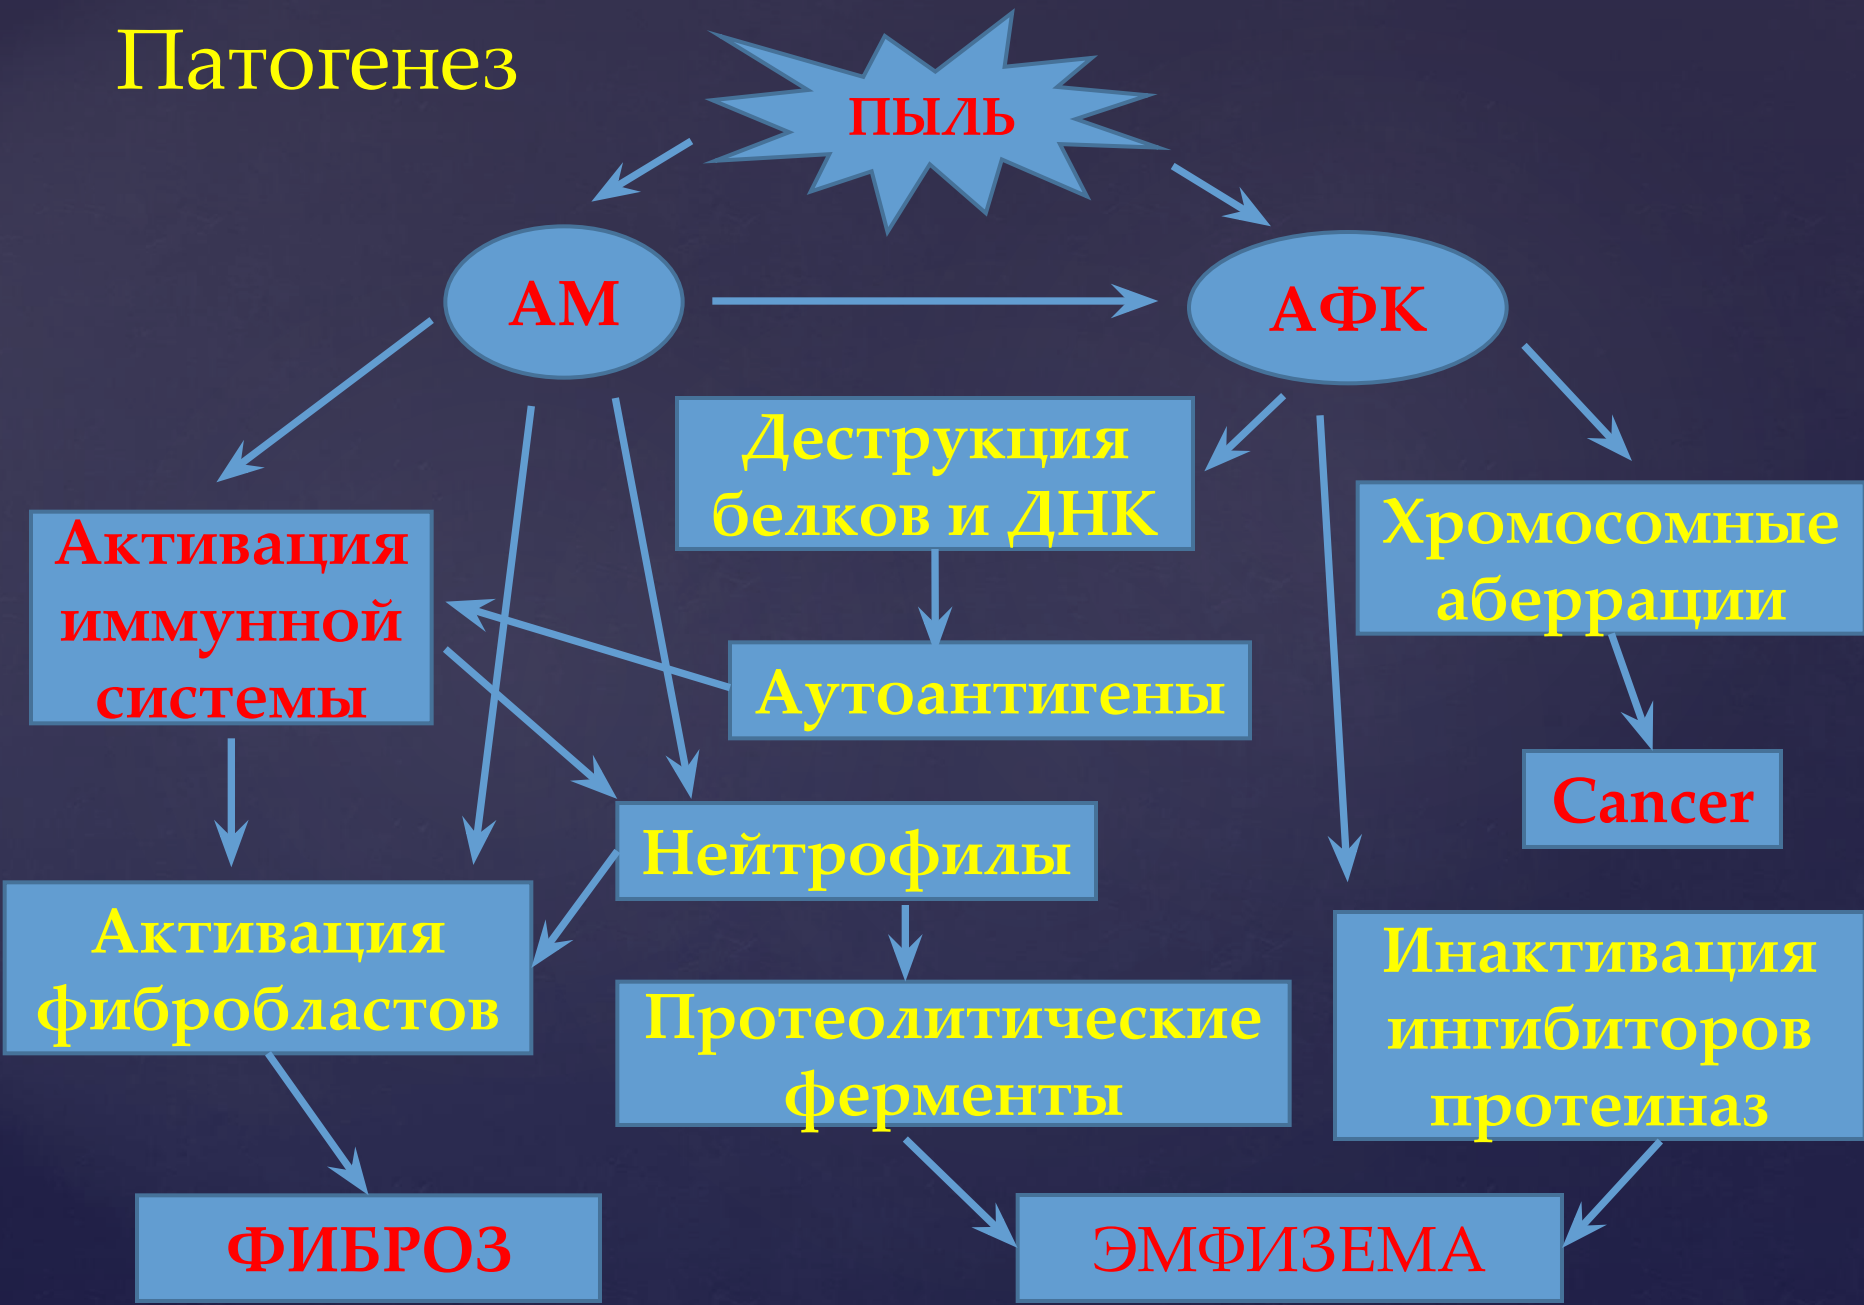 Патогенез
ПЫЛЬ
АМ
АФК
Деструкция
белков и ДНК
Хромосомные
аберрации
Активация
иммунной
системы
Аутоантигены
Cancer
Нейтрофилы
Активация
фибробластов
Инактивация
ингибиторов
протеиназ
Протеолитические
ферменты
ФИБРОЗ
ЭМФИЗЕМА